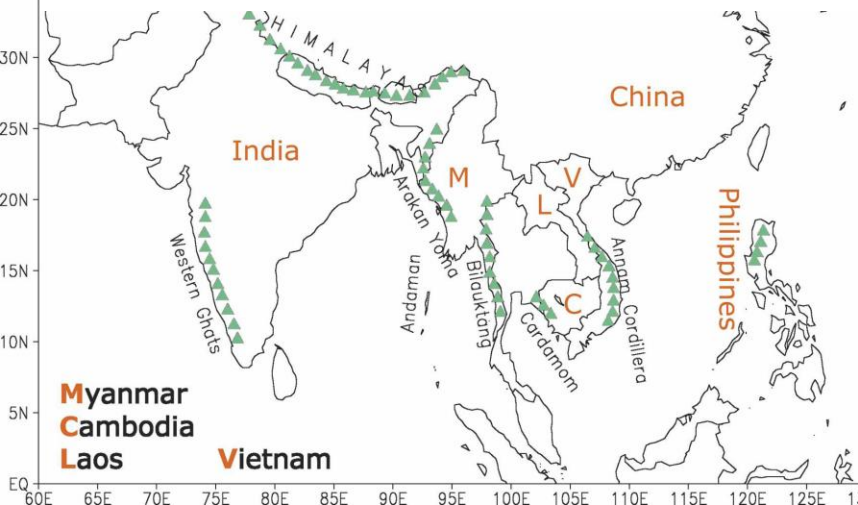 HIMALAYA
30N
China
25N
India
M
V
20N
L
Arakan Yoma
Philippines
Western Ghats
Annam Cordillera
15N
Andaman
Bilauktang
C
Cardamom
10N
Myanmar
5N
Cambodia
Laos
Vietnam
EQ
60E 65E 70E 75E 80E 85E 90E 95E 100E 105E 110E 115E 120E 125E